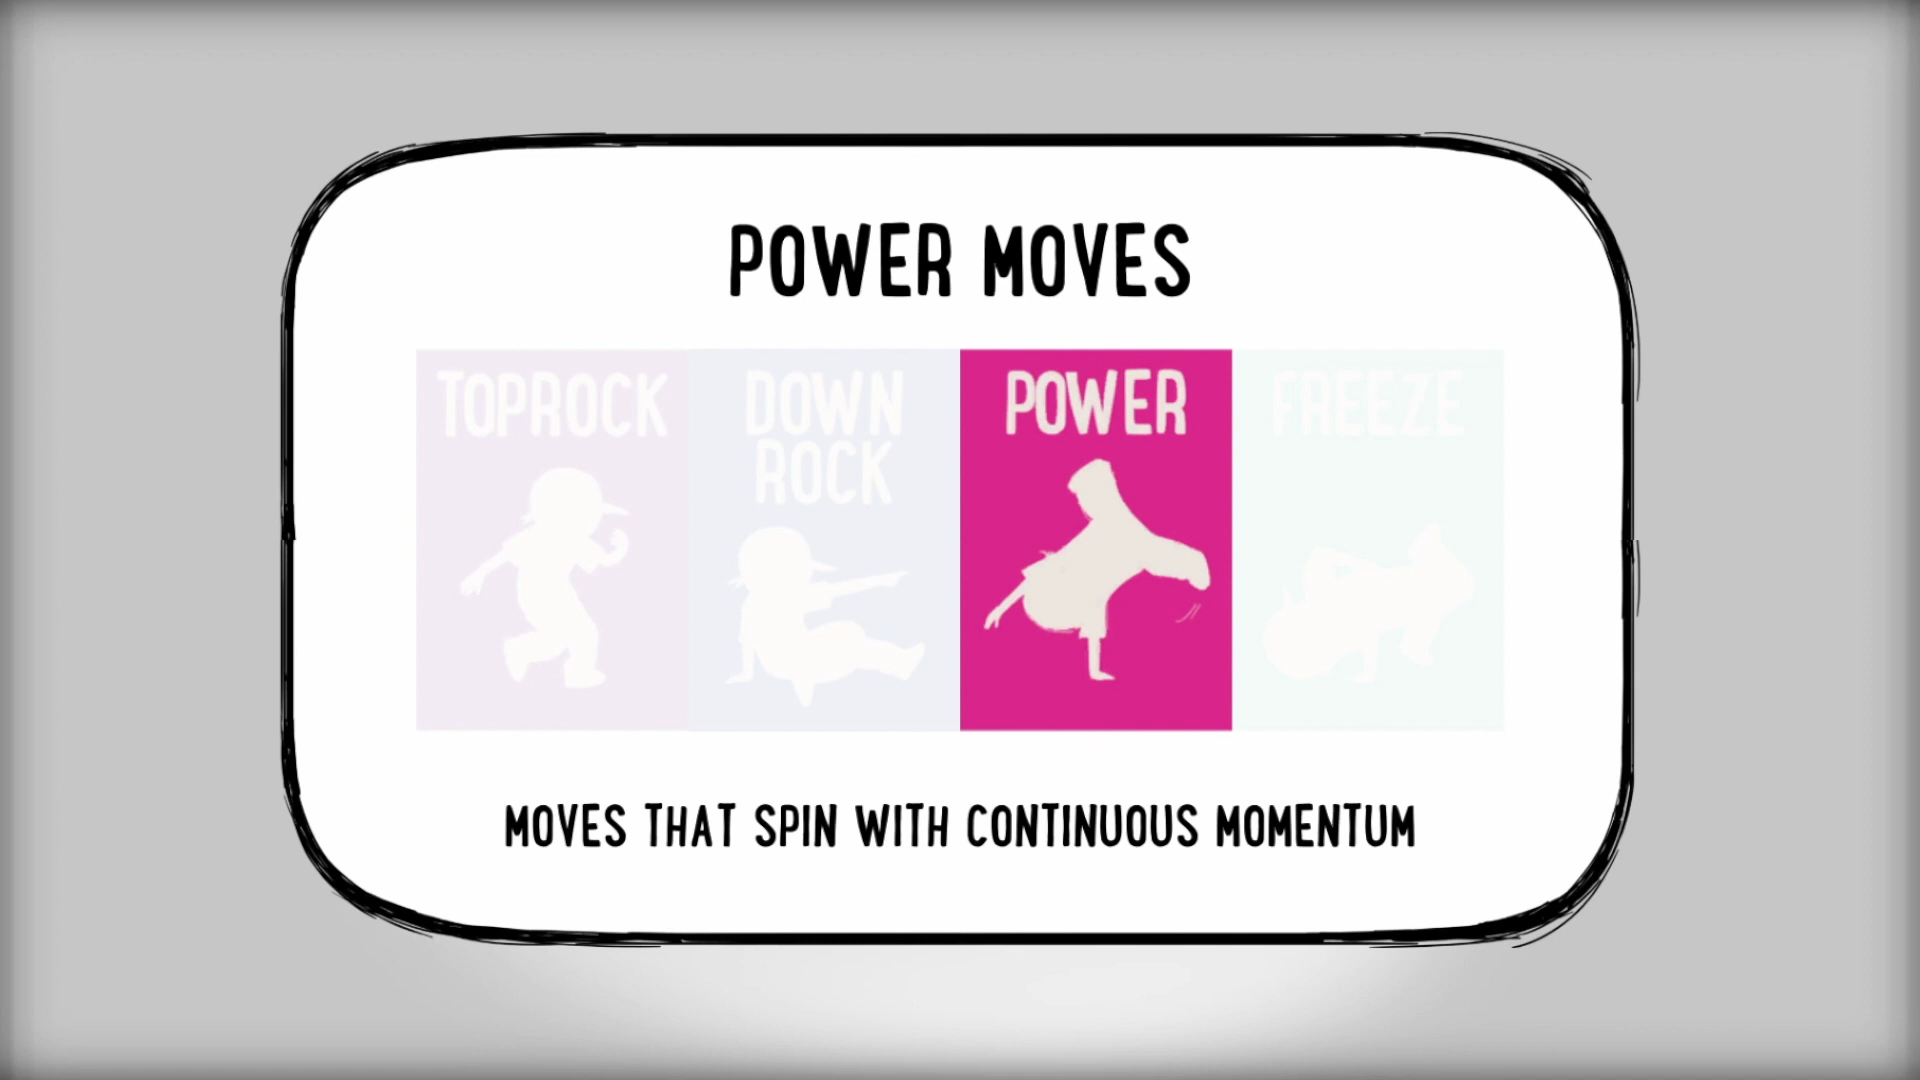 POWER MOVES
TOPROCK
DOWN
ROCK
POWER
FREEZE
MOVES THAT SPIN WITH CONTINUOUS MOMENTUM